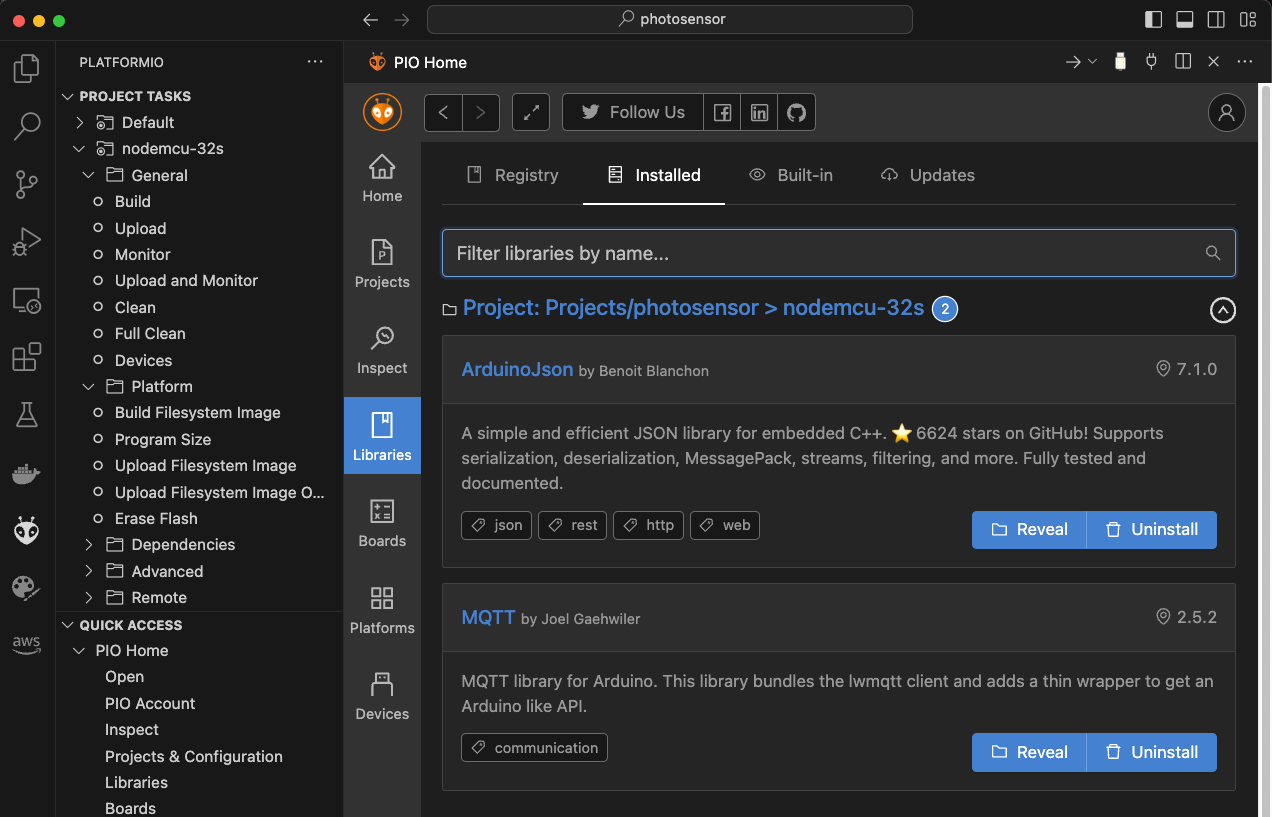 photosensor
PLATFORMIO
PROJECT TASKS
Default
nodemcu-32s
General
Build
Upload
Monitor
Upload and Monitor
Clean
Full Clean
Devices
Platform
Build Filesystem Image
Program Size
Upload Filesystem Image
Upload Filesystem Image O...
Erase Flash
Dependencies
Advanced
Remote
QUICK ACCESS
PIO Home
Open
PIO Account
Inspect
Projects & Configuration
Libraries
Boards
aws
PIO Home
Follow Us
Home
Projects
Inspect
Libraries
Boards
Platforms
Devices
Registry
Installed
Built-in
Updates
Filter libraries by name...
Project: Projects/photosensor > nodemcu-32s 2
ArduinoJson by Benoit Blanchon 7.1.0
A simple and efficient JSON library for embedded C++. ⭐ 6624 stars on GitHub! Supports
serialization, deserialization, MessagePack, streams, filtering, and more. Fully tested and
documented.
json rest http web
Reveal Uninstall
MQTT by Joel Gaehwiler 2.5.2
MQTT library for Arduino. This library bundles the lwmqtt client and adds a thin wrapper to get an
Arduino like API.
communication
Reveal Uninstall